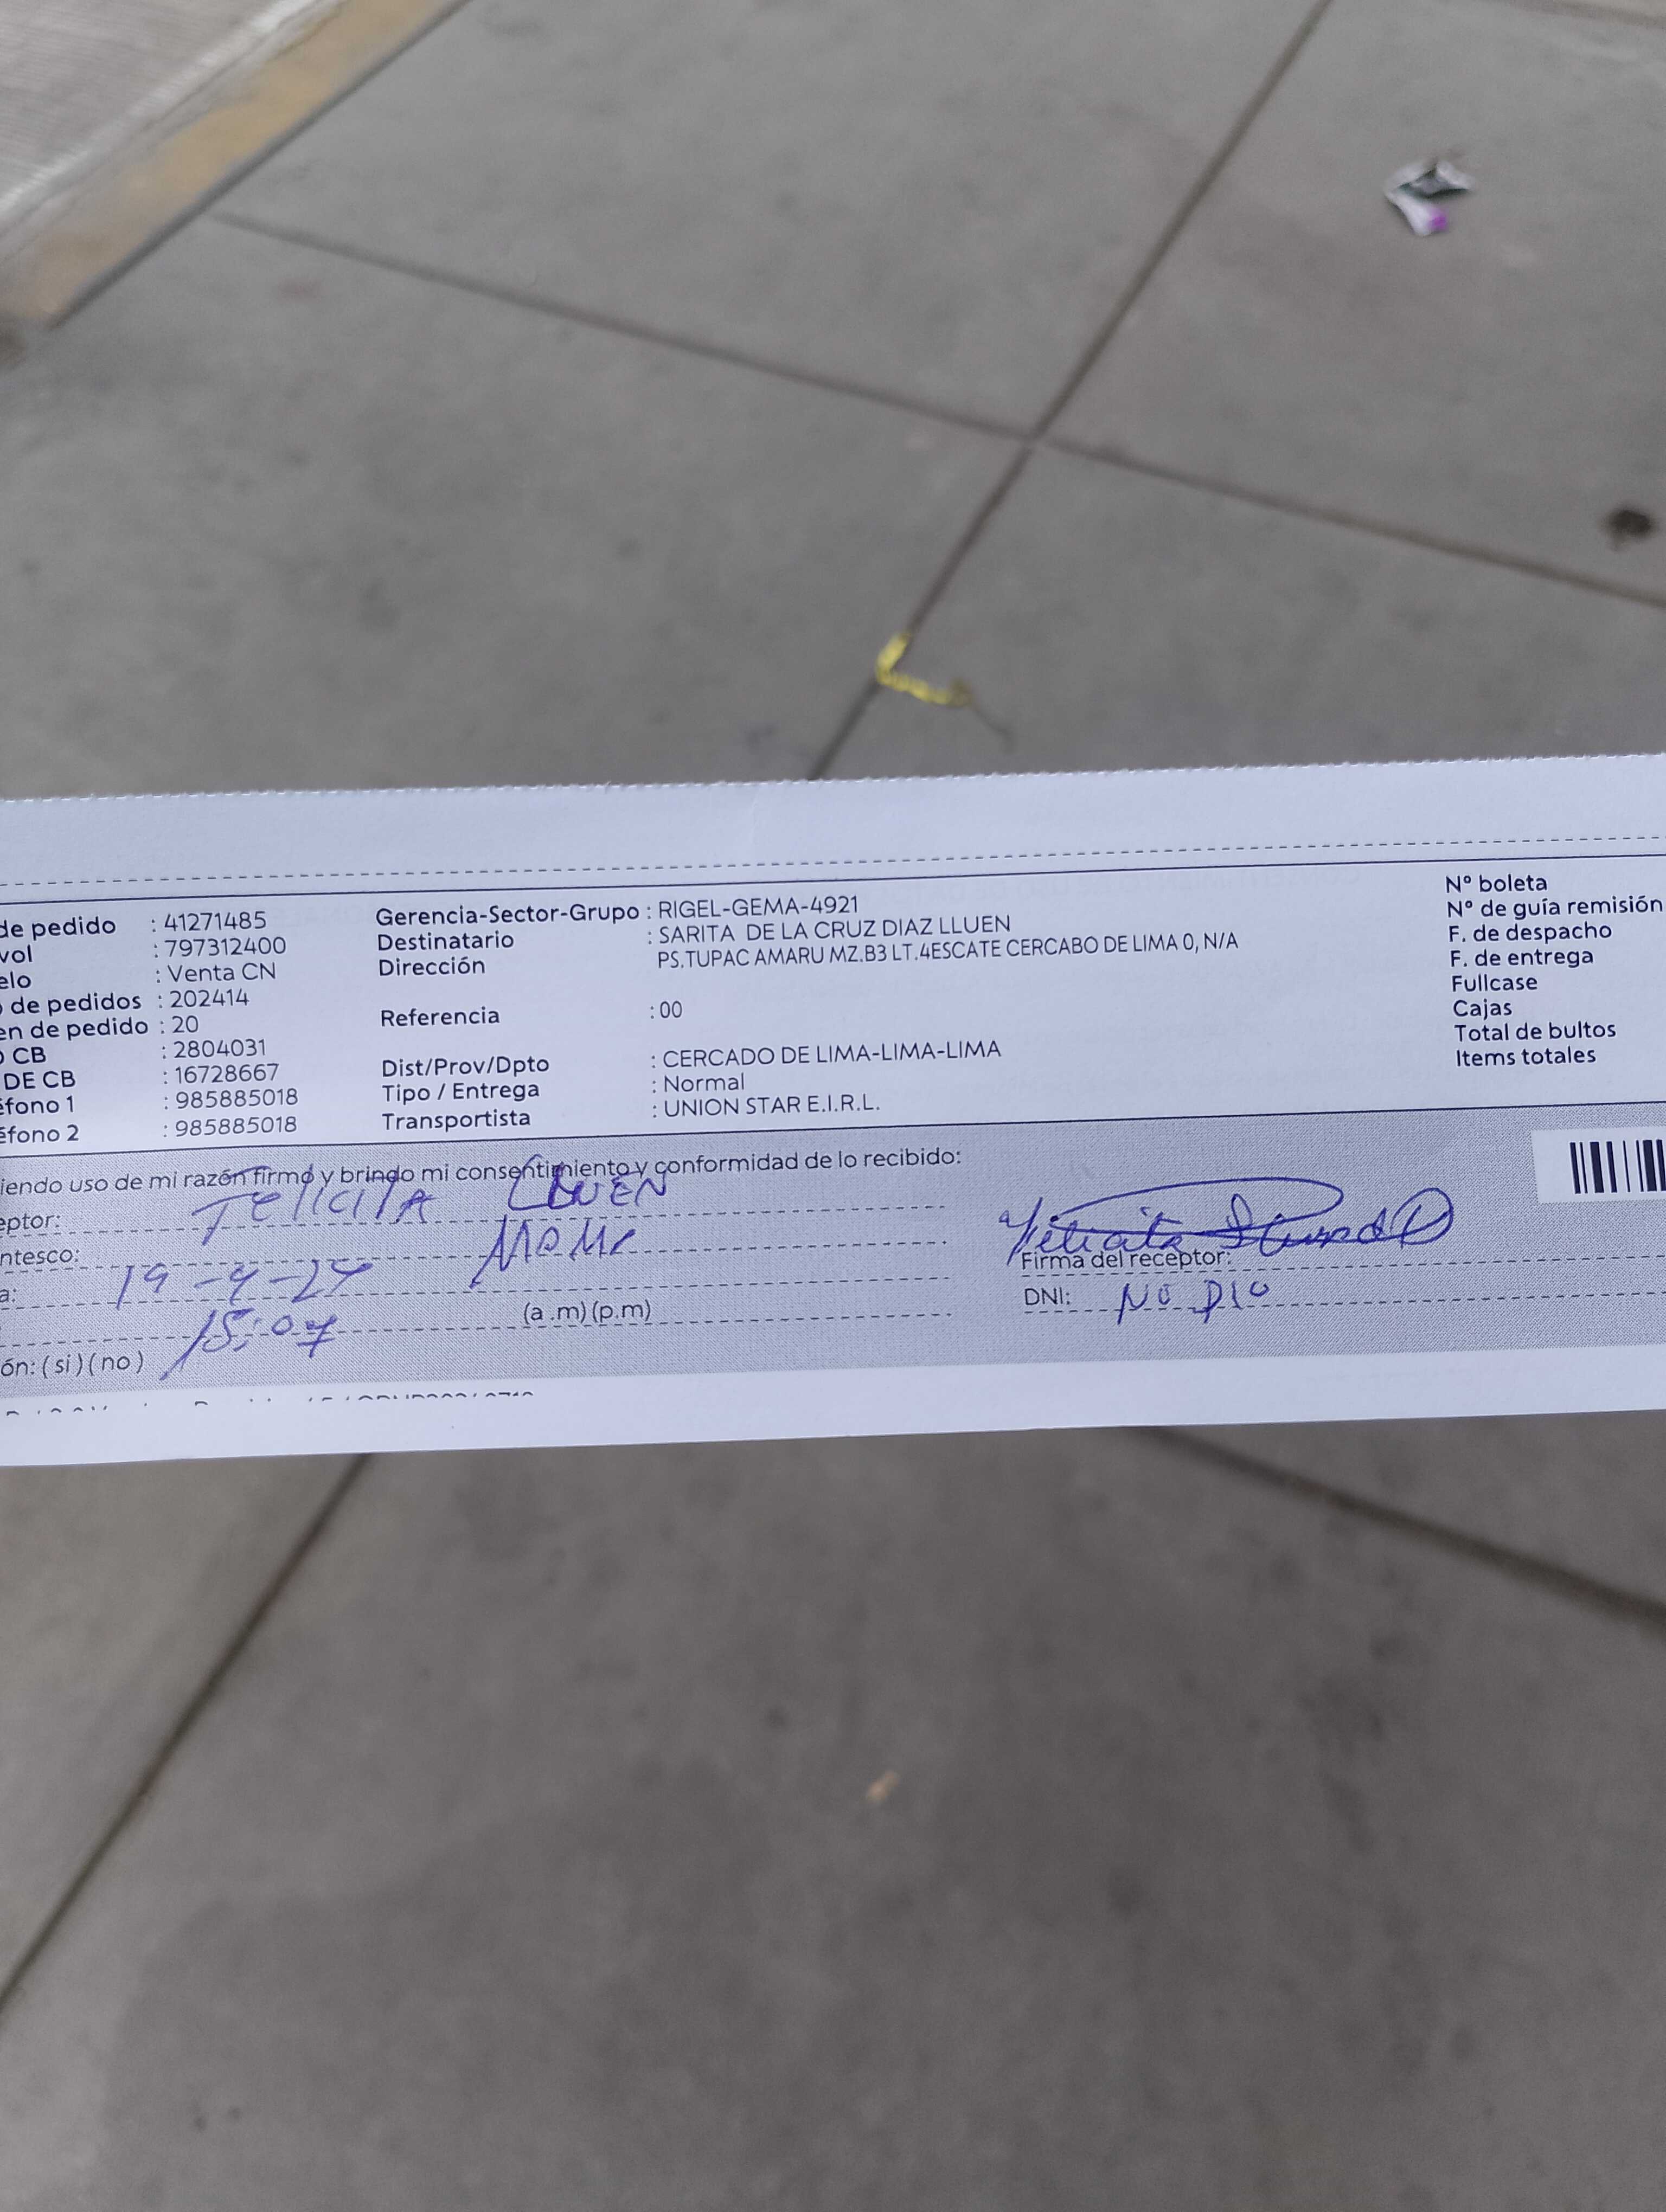 de pedido : 41271485
vol : 797312400
elo : Venta CN
de pedidos : 202414
en de pedido : 20
CB : 2804031
DE CB : 16728667
éfono 1 : 985885018
éfono 2 : 985885018
Gerencia-Sector-Grupo : RIGEL-GEMA-4921
Destinatario : SARITA DE LA CRUZ DIAZ LLUEN
Dirección PS.TUPAC AMARU MZ.B3 LT.4ESCATE CERCABO DE LIMA 0, N/A
Referencia : 00
Dist/Prov/Dpto : CERCADO DE LIMA-LIMA-LIMA
Tipo / Entrega : Normal
Transportista : UNION STAR E.I.R.L.
Nº boleta
Nº de guía remisión
F. de despacho
F. de entrega
Fullcase
Cajas
Total de bultos
Items totales
iendo uso de mi razón firmo y brindo mi consentimiento y conformidad de lo recibido:
eptor: Felicita LLUEN
ntesco:
a: 19-9-24
15:07 (a .m) (p.m)
ón: ( si ) ( no )
Firma del receptor:
DNI: NO DIO